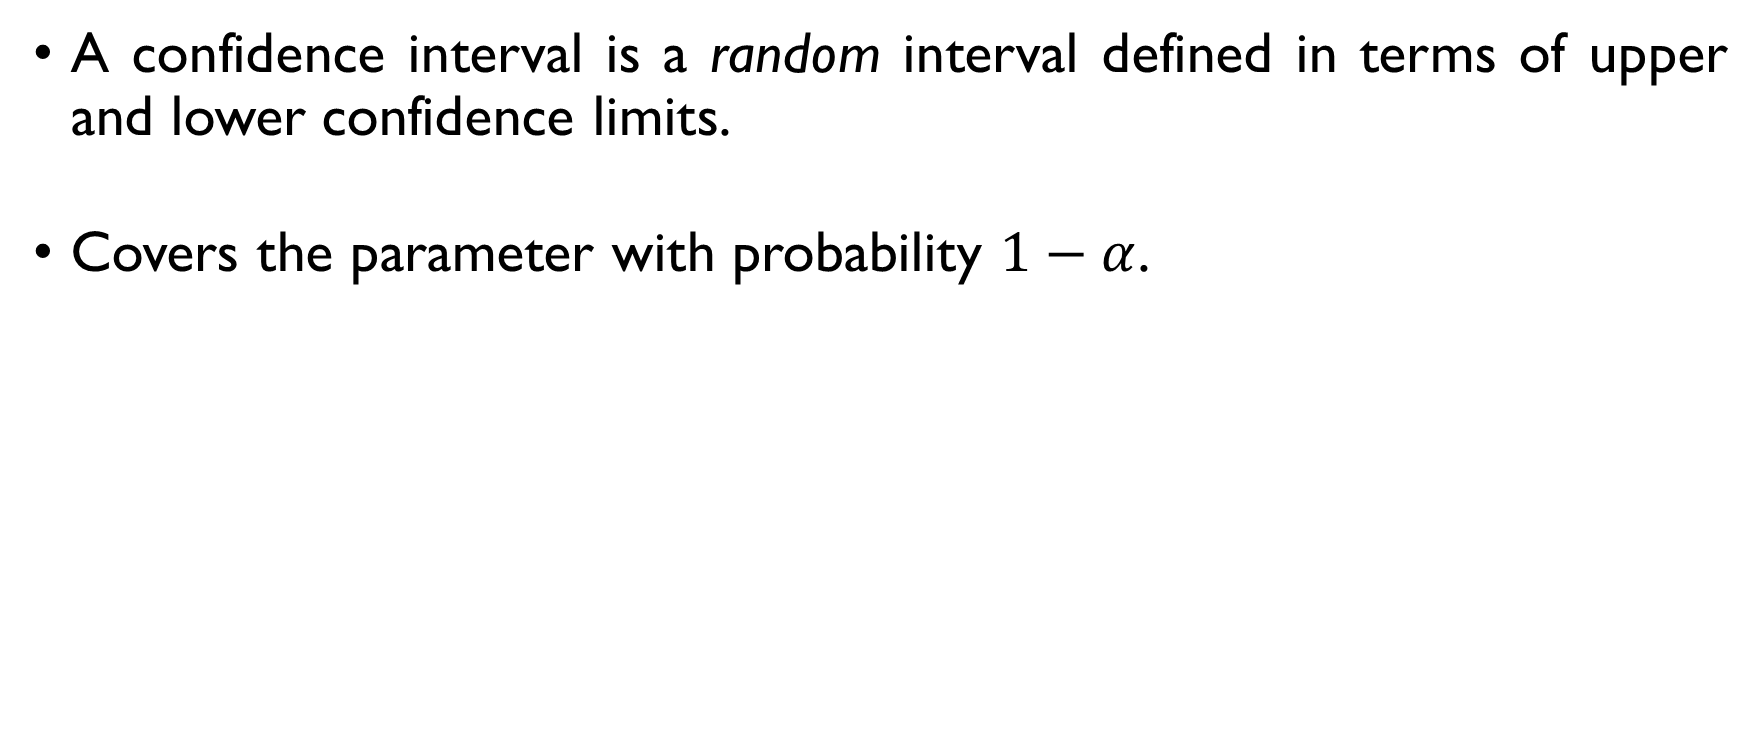 • A confidence interval is a random interval defined in terms of upper
and lower confidence limits.
• Covers the parameter with probability 1 − α.